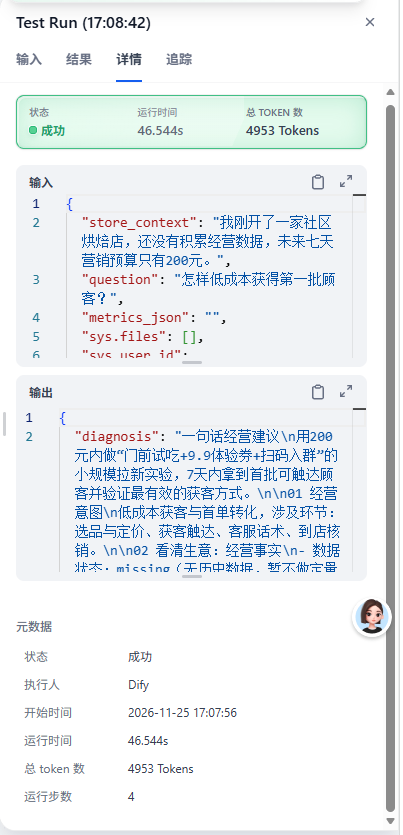 Test Run (17:08:42)
输入 结果 详情 追踪
状态 运行时间 总 TOKEN 数
成功 46.544s 4953 Tokens
输入
1 {
2 "store_context": "我刚开了一家社区
烘焙店，还没有积累经营数据，未来七天
营销预算只有200元。",
3 "question": "怎样低成本获得第一批顾
客？",
4 "metrics_json": "",
5 "sys.files": [],
6 "sys.user_id":
输出
1 {
2 "diagnosis": "一句话经营建议\n用200
元内做“门前试吃+9.9体验券+扫码入群”的
小规模拉新实验，7天内拿到首批可触达顾
客并验证最有效的获客方式。\n\n01 经营
意图\n低成本获客与首单转化，涉及环节：
选品与定价、获客触达、客服话术、到店核
销。\n\n02 看清生意：经营事实\n- 数据
状态：missing（无历史数据，暂不做定量
元数据
状态 成功
执行人 Dify
开始时间 2026-11-25 17:07:56
运行时间 46.544s
总 token 数 4953 Tokens
运行步数 4